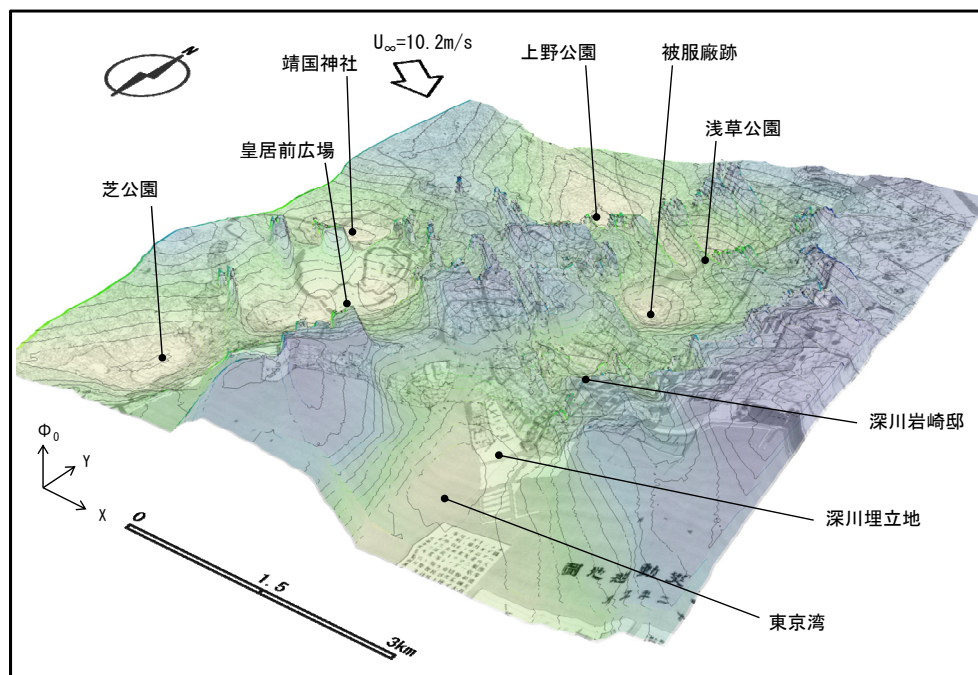 N
U∞=10.2m/s
靖国神社
上野公園
被服廠跡
浅草公園
皇居前広場
芝公園
深川岩崎邸
深川埋立地
東京湾
Φ0
Y
X
0
1.5
3km